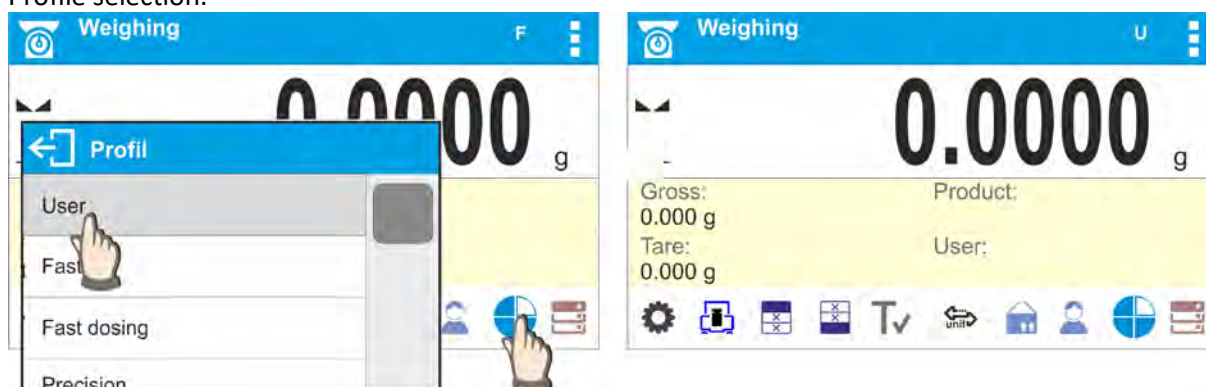 Profile selection:
Weighing F
0.0000 g
Profil
User
Fast
Fast dosing
Precision
Weighing U
0.0000 g
Gross: Product:
0.000 g
Tare: User:
0.000 g
T unit